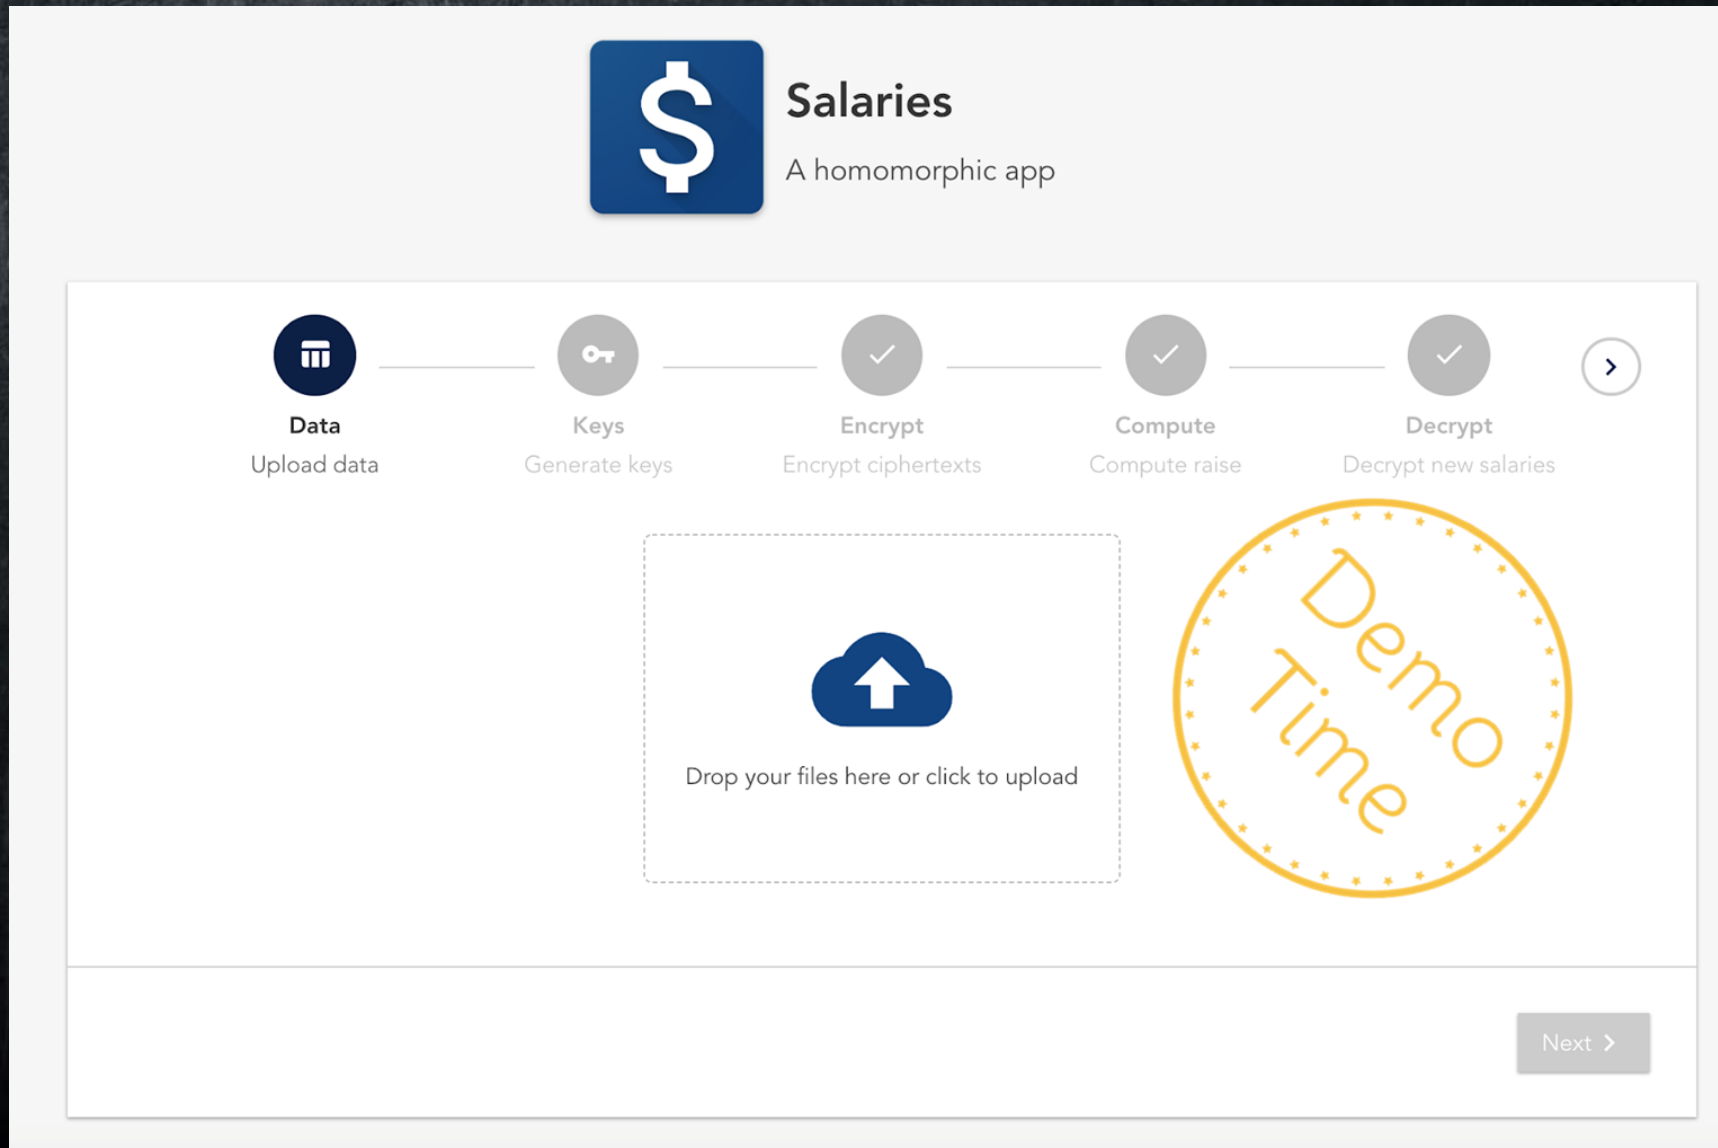 $
Salaries
A homomorphic app
Data
Keys
Encrypt
Compute
Decrypt
Upload data
Generate keys
Encrypt ciphertexts
Compute raise
Decrypt new salaries
Demo
Time
Drop your files here or click to upload
Next